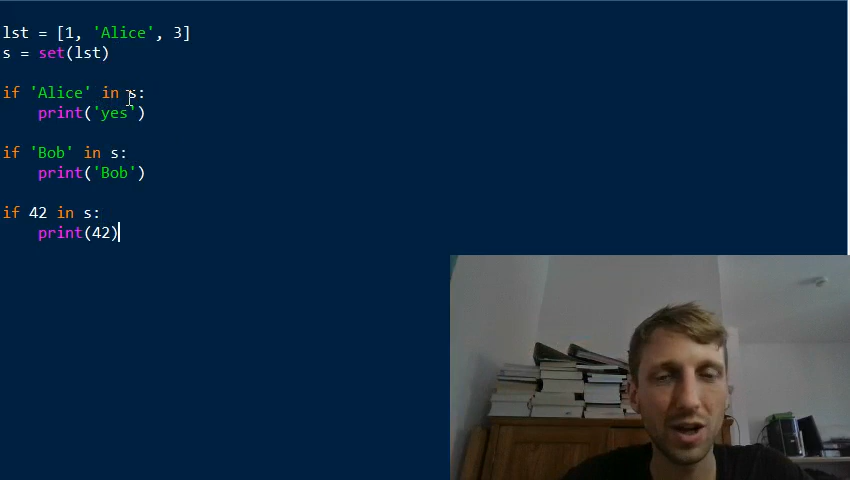 lst = [1, 'Alice', 3]
s = set(lst)
if 'Alice' in s:
print('yes')
if 'Bob' in s:
print('Bob')
if 42 in s:
print(42)